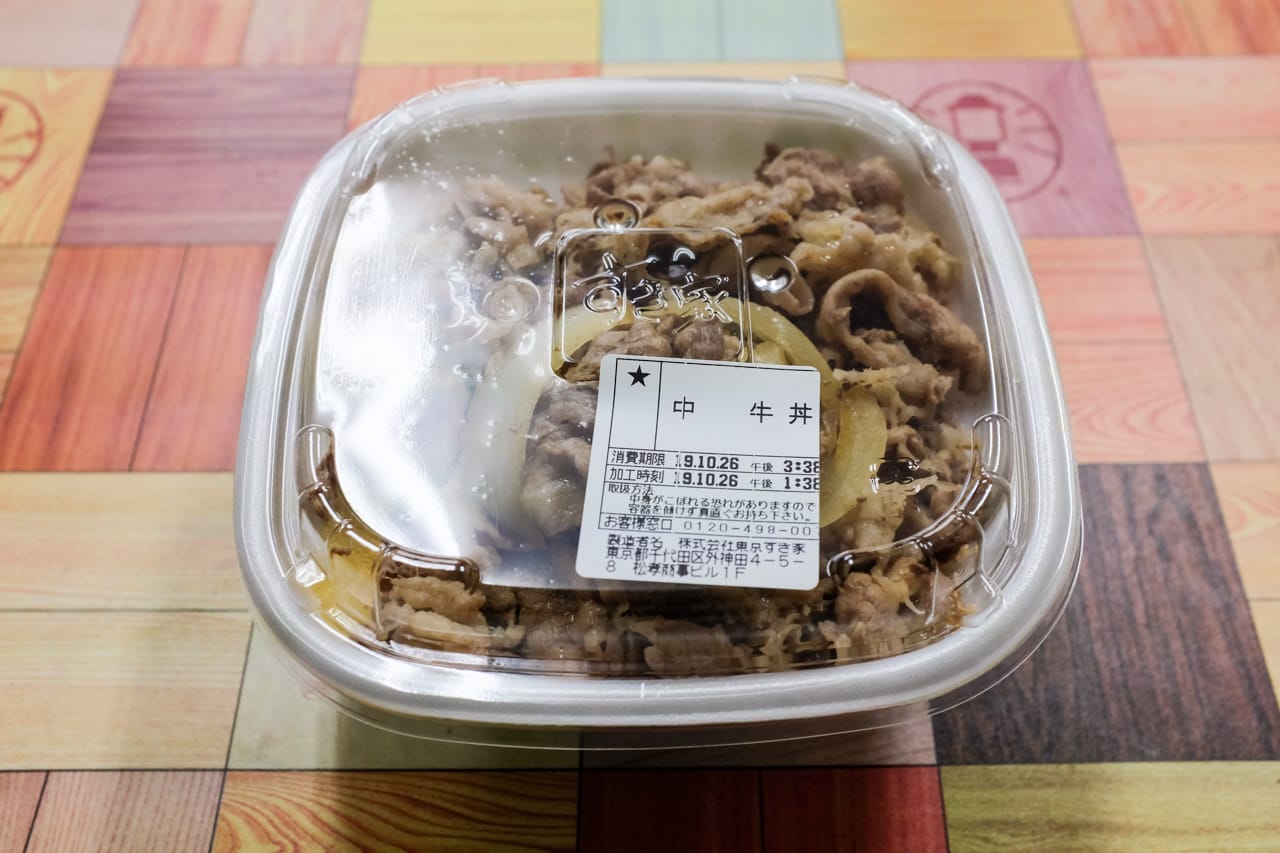 すき家
★ 中 牛丼
消費期限 19.10.26 午後 3:38
加工時刻 19.10.26 午後 1:38
取扱方法
中身がこぼれる恐れがありますので
容器を傾けず真直ぐお持ち下さい。
お客様窓口 0120-498-007
製造者名 株式会社東京すき家
東京都千代田区外神田4-5-
8 松孝商事ビル1F